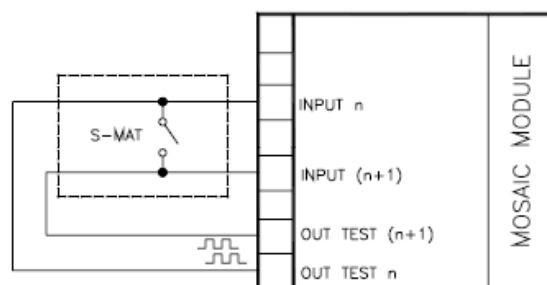 INPUT n
S-MAT
INPUT (n+1)
OUT TEST (n+1)
OUT TEST n
MOSAIC MODULE